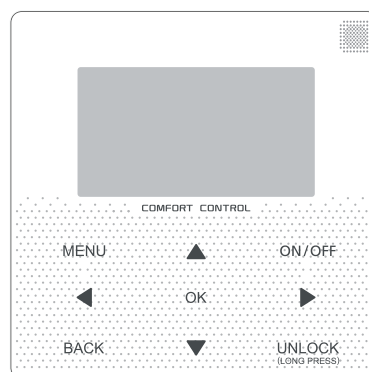 COMFORT CONTROL
MENU ON/OFF
OK
BACK UNLOCK
(LONG PRESS)